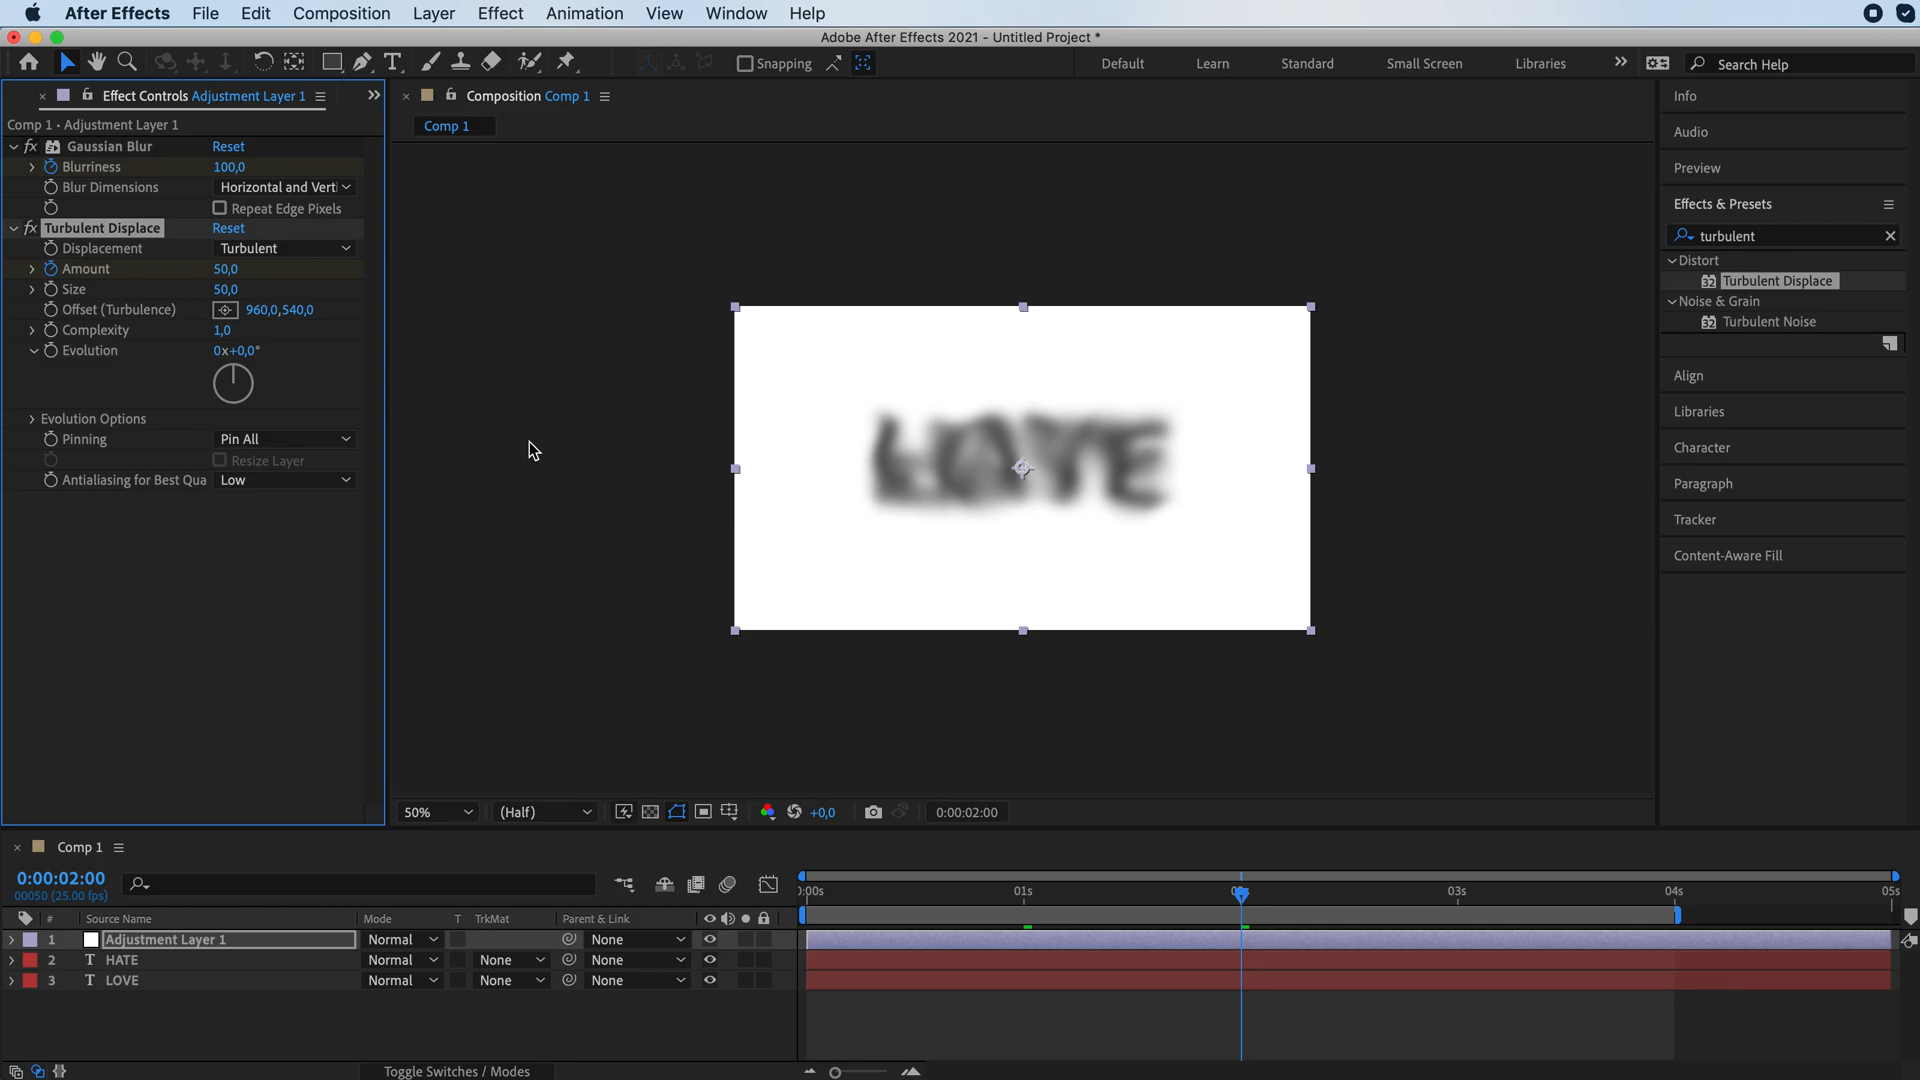 After Effects File Edit Composition Layer Effect Animation View Window Help
Adobe After Effects 2021 - Untitled Project *
Snapping Default Learn Standard Small Screen Libraries Search Help
Effect Controls Adjustment Layer 1
Comp 1 • Adjustment Layer 1
fx Gaussian Blur Reset
Blurriness 100,0
Blur Dimensions Horizontal and Verti
Repeat Edge Pixels
fx Turbulent Displace Reset
Displacement Turbulent
Amount 50,0
Size 50,0
Offset (Turbulence) 960,0,540,0
Complexity 1,0
Evolution 0x+0,0°
Evolution Options
Pinning Pin All
Resize Layer
Antialiasing for Best Qua Low
Composition Comp 1
Comp 1
50% (Half) +0,0 0:00:02:00
Info
Audio
Preview
Effects & Presets
turbulent
Distort
32 Turbulent Displace
Noise & Grain
32 Turbulent Noise
Align
Libraries
Character
Paragraph
Tracker
Content-Aware Fill
Comp 1
0:00:02:00
00050 (25.00 fps)
:00s 01s 03s 04s 05s
# Source Name Mode T TrkMat Parent & Link
1 Adjustment Layer 1 Normal None
2 T HATE Normal None None
3 T LOVE Normal None None
Toggle Switches / Modes